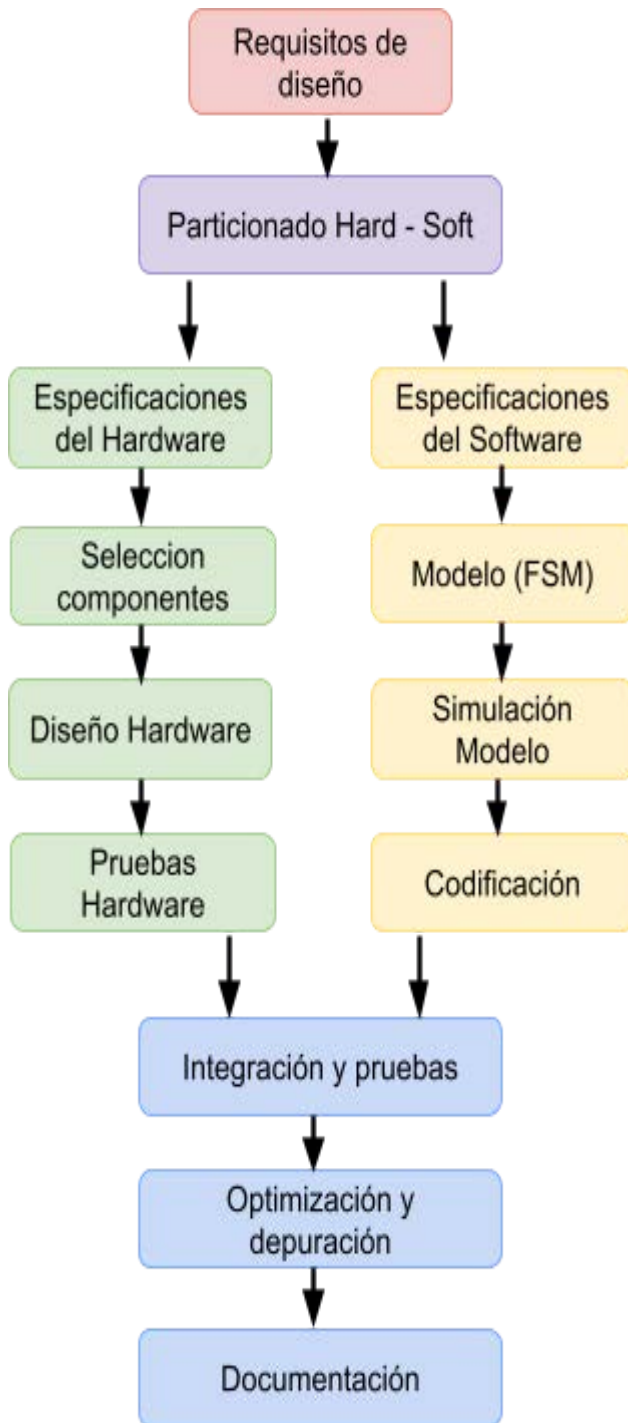 Requisitos de
diseño
Particionado Hard - Soft
Especificaciones
del Hardware
Especificaciones
del Software
Seleccion
componentes
Modelo (FSM)
Diseño Hardware
Simulación
Modelo
Pruebas
Hardware
Codificación
Integración y pruebas
Optimización y
depuración
Documentación